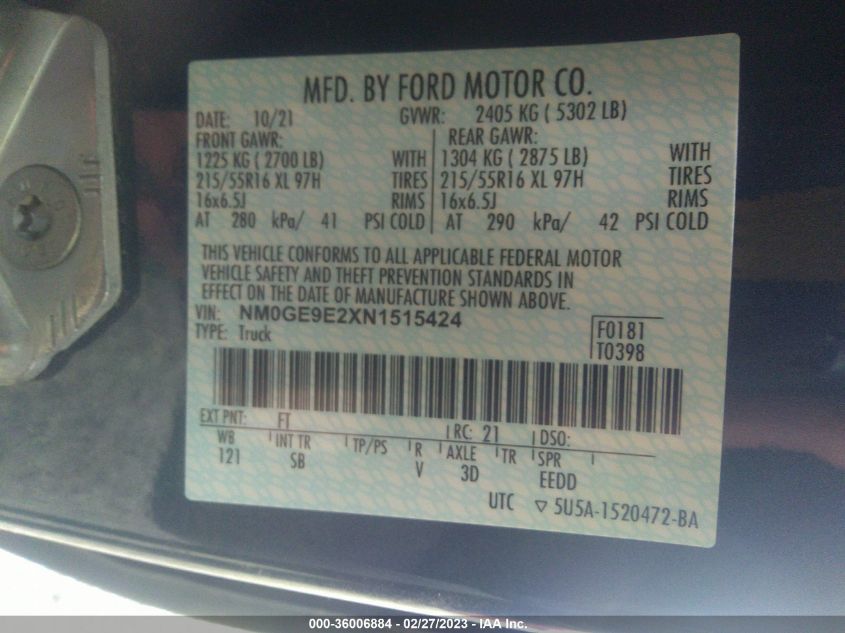 MFD. BY FORD MOTOR CO.
DATE: 10/21 GVWR: 2405 KG ( 5302 LB)
FRONT GAWR: REAR GAWR:
1225 KG ( 2700 LB) WITH 1304 KG ( 2875 LB) WITH
215/55R16 XL 97H TIRES 215/55R16 XL 97H TIRES
16x6.5J RIMS 16x6.5J RIMS
AT 280 kPa/ 41 PSI COLD AT 290 kPa/ 42 PSI COLD
THIS VEHICLE CONFORMS TO ALL APPLICABLE FEDERAL MOTOR
VEHICLE SAFETY AND THEFT PREVENTION STANDARDS IN
EFFECT ON THE DATE OF MANUFACTURE SHOWN ABOVE.
VIN: NM0GE9E2XN1515424
TYPE: Truck
F0181
T0398
EXT PNT: FT RC: 21 DSO:
WB INT TR TP/PS R AXLE TR SPR
121 SB V 3D EEDD
UTC ▽ 5U5A-1520472-BA
000-36006884 - 02/27/2023 - IAA Inc.